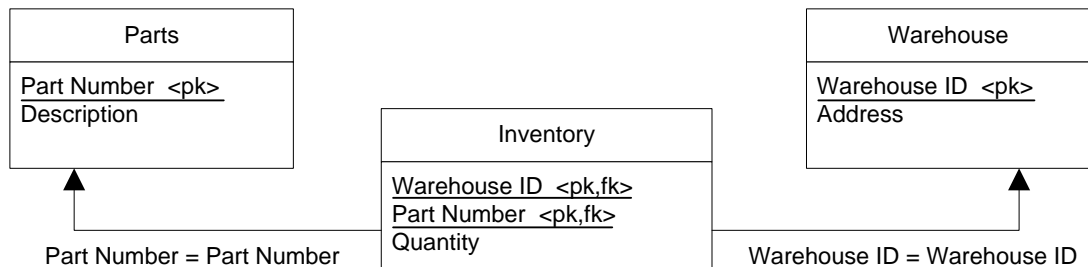 Parts
Part Number <pk>
Description
Inventory
Warehouse ID <pk,fk>
Part Number <pk,fk>
Quantity
Warehouse
Warehouse ID <pk>
Address
Part Number = Part Number
Warehouse ID = Warehouse ID